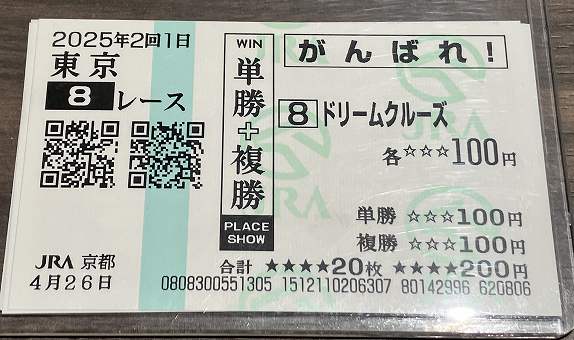 2025年2回1日
東京
8レース
WIN
単勝+複勝
PLACE
SHOW
がんばれ!
8 ドリームクルーズ
各☆☆☆100円
単勝 ☆☆☆100円
複勝 ☆☆☆100円
JRA 京都
4月26日
合計 ★★★★20枚 ★★★★200円
0808300551305 1512110206307 80142996 620806
JRA
JRA